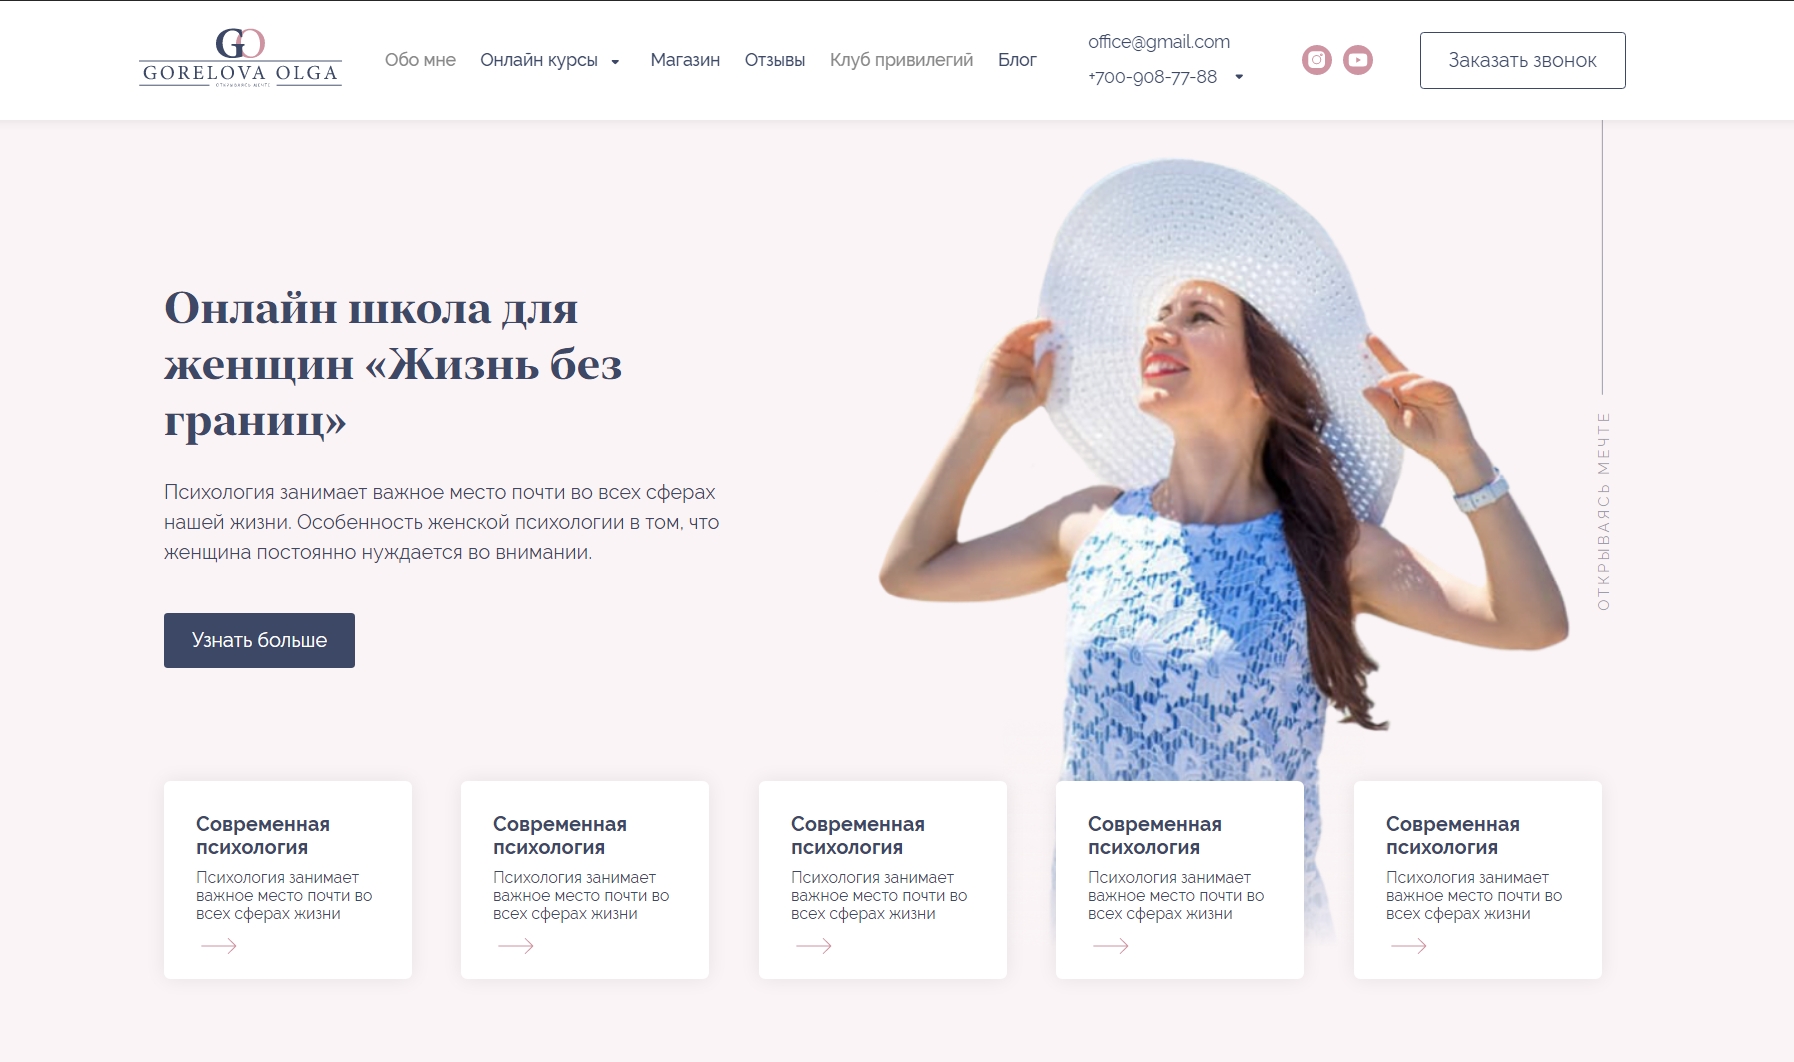 GO
GORELOVA OLGA
ОТКРЫВАЯСЬ МЕЧТЕ
Обо мне
Онлайн курсы
Магазин
Отзывы
Клуб привилегий
Блог
office@gmail.com
+700-908-77-88
Заказать звонок
Онлайн школа для
женщин «Жизнь без
границ»
Психология занимает важное место почти во всех сферах
нашей жизни. Особенность женской психологии в том, что
женщина постоянно нуждается во внимании.
Узнать больше
ОТКРЫВАЯСЬ МЕЧТЕ
Современная
психология
Психология занимает
важное место почти во
всех сферах жизни
Современная
психология
Психология занимает
важное место почти во
всех сферах жизни
Современная
психология
Психология занимает
важное место почти во
всех сферах жизни
Современная
психология
Психология занимает
важное место почти во
всех сферах жизни
Современная
психология
Психология занимает
важное место почти во
всех сферах жизни